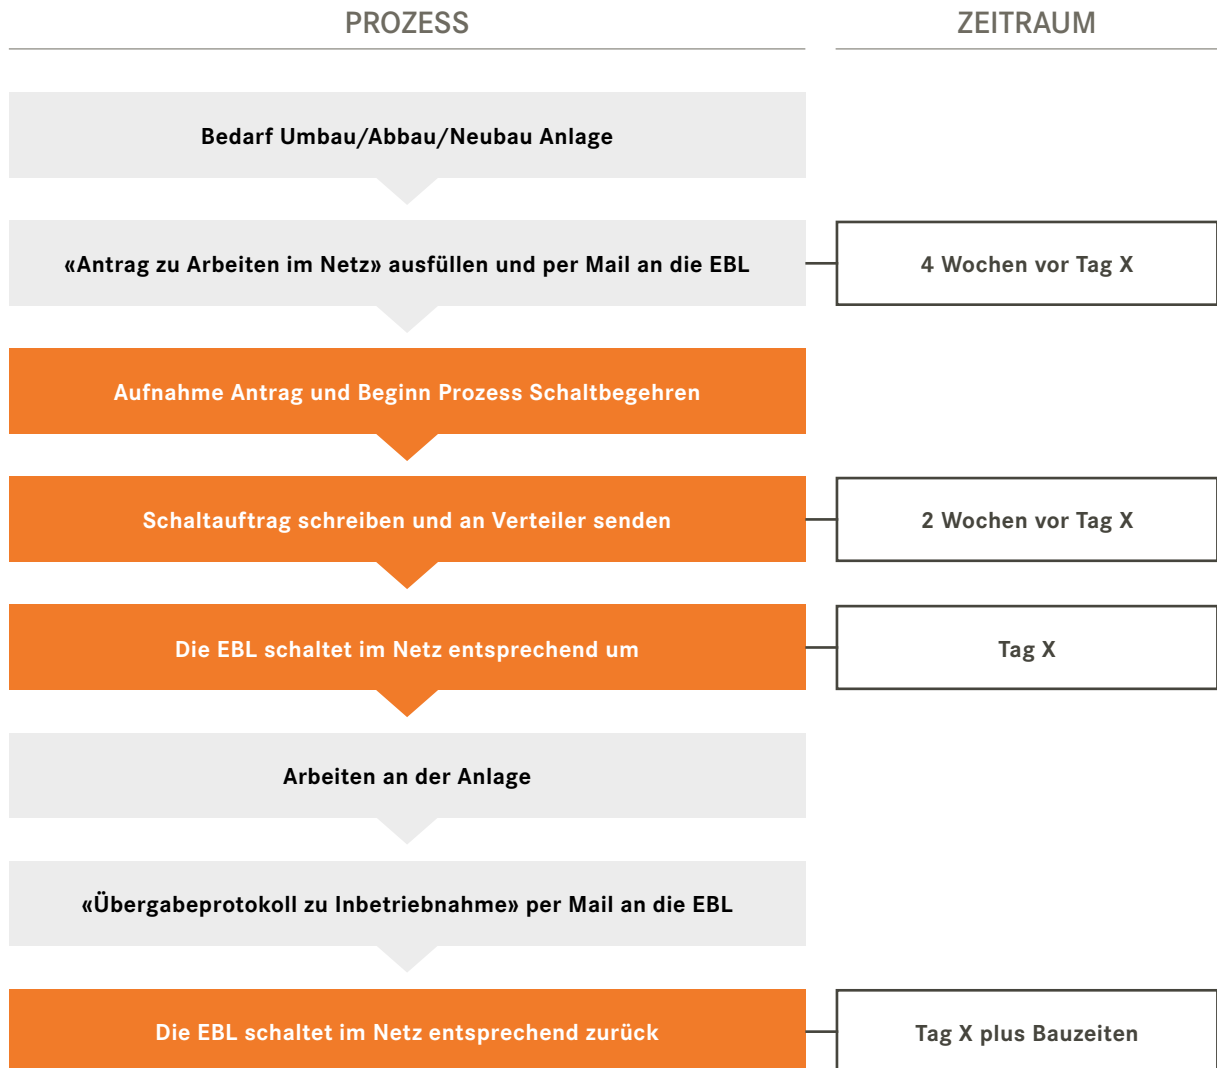 PROZESS
ZEITRAUM
Bedarf Umbau/Abbau/Neubau Anlage
«Antrag zu Arbeiten im Netz» ausfüllen und per Mail an die EBL
4 Wochen vor Tag X
Aufnahme Antrag und Beginn Prozess Schaltbegehren
Schaltauftrag schreiben und an Verteiler senden
2 Wochen vor Tag X
Die EBL schaltet im Netz entsprechend um
Tag X
Arbeiten an der Anlage
«Übergabeprotokoll zu Inbetriebnahme» per Mail an die EBL
Die EBL schaltet im Netz entsprechend zurück
Tag X plus Bauzeiten